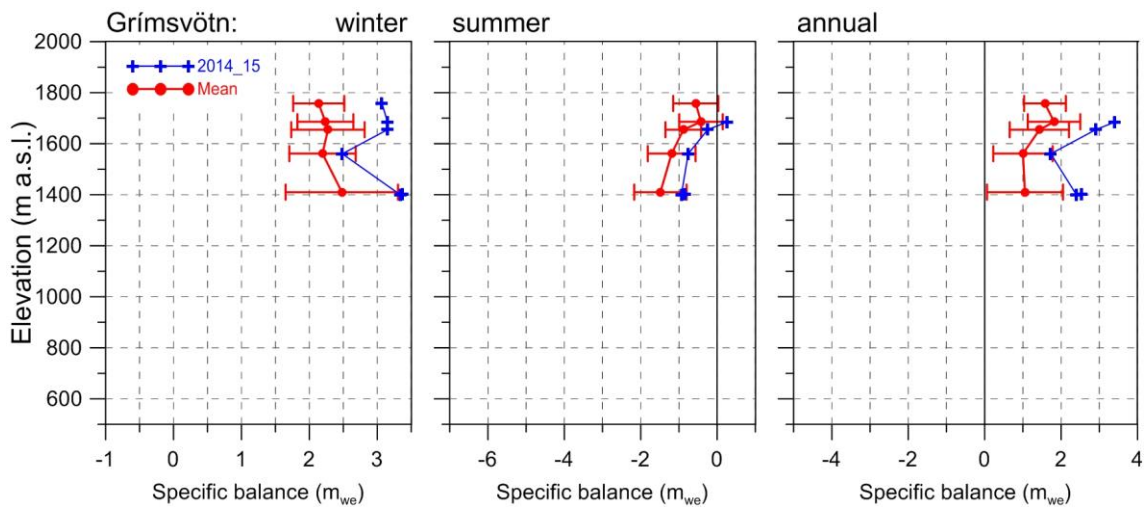 Grímsvötn: winter summer annual
2014_15
Mean
Elevation (m a.s.l.)
2000
1800
1600
1400
1200
1000
800
600
-1 0 1 2 3 -6 -4 -2 0 -4 -2 0 2 4
Specific balance (mwe) Specific balance (mwe) Specific balance (mwe)